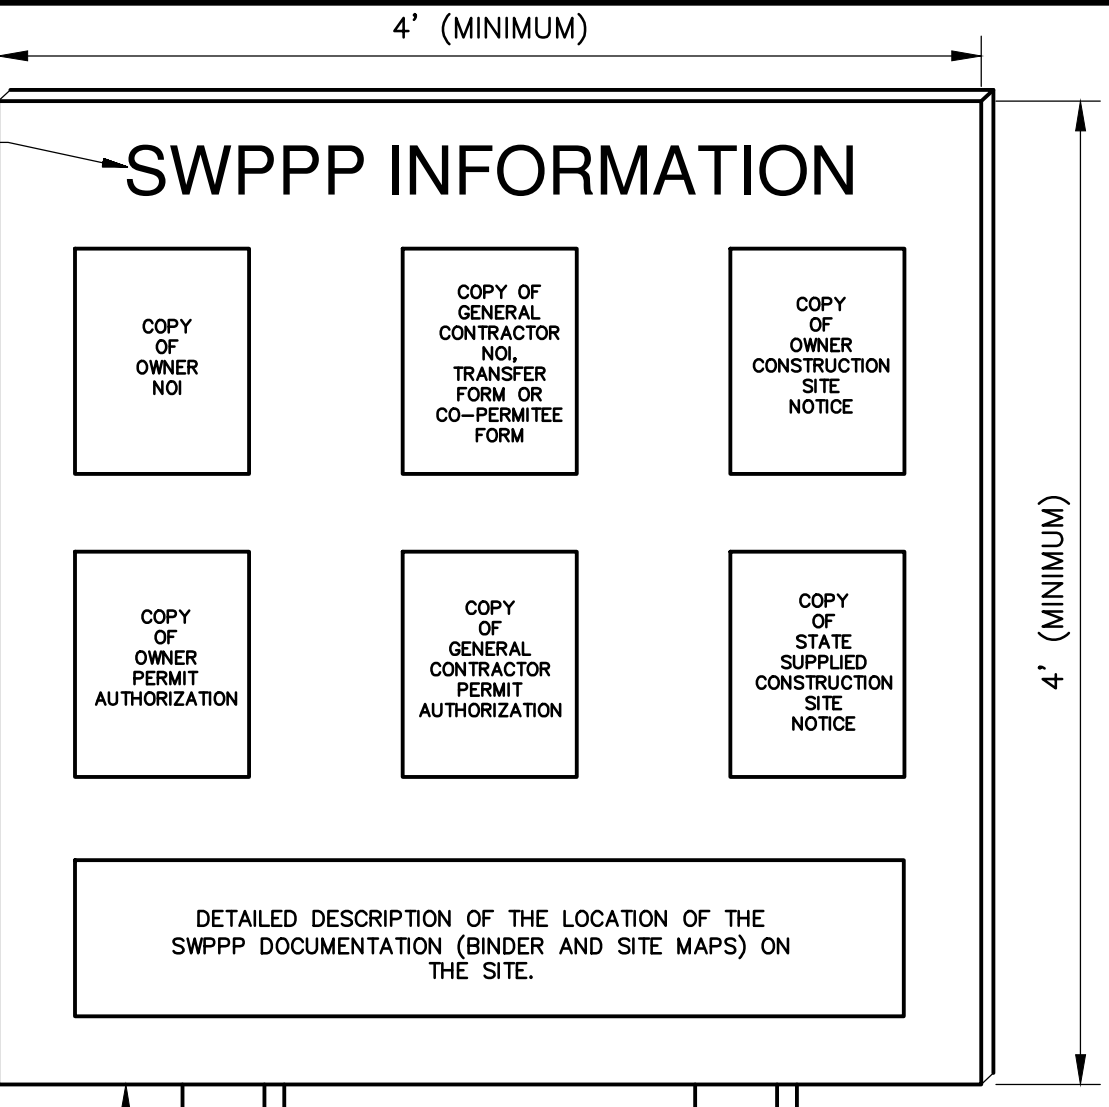 4' (MINIMUM)
SWPPP INFORMATION
COPY
OF
OWNER
NOI
COPY OF
GENERAL
CONTRACTOR
NOI,
TRANSFER
FORM OR
CO-PERMITEE
FORM
COPY
OF
OWNER
CONSTRUCTION
SITE
NOTICE
4' (MINIMUM)
COPY
OF
OWNER
PERMIT
AUTHORIZATION
COPY
OF
GENERAL
CONTRACTOR
PERMIT
AUTHORIZATION
COPY
OF
STATE
SUPPLIED
CONSTRUCTION
SITE
NOTICE
DETAILED DESCRIPTION OF THE LOCATION OF THE
SWPPP DOCUMENTATION (BINDER AND SITE MAPS) ON
THE SITE.